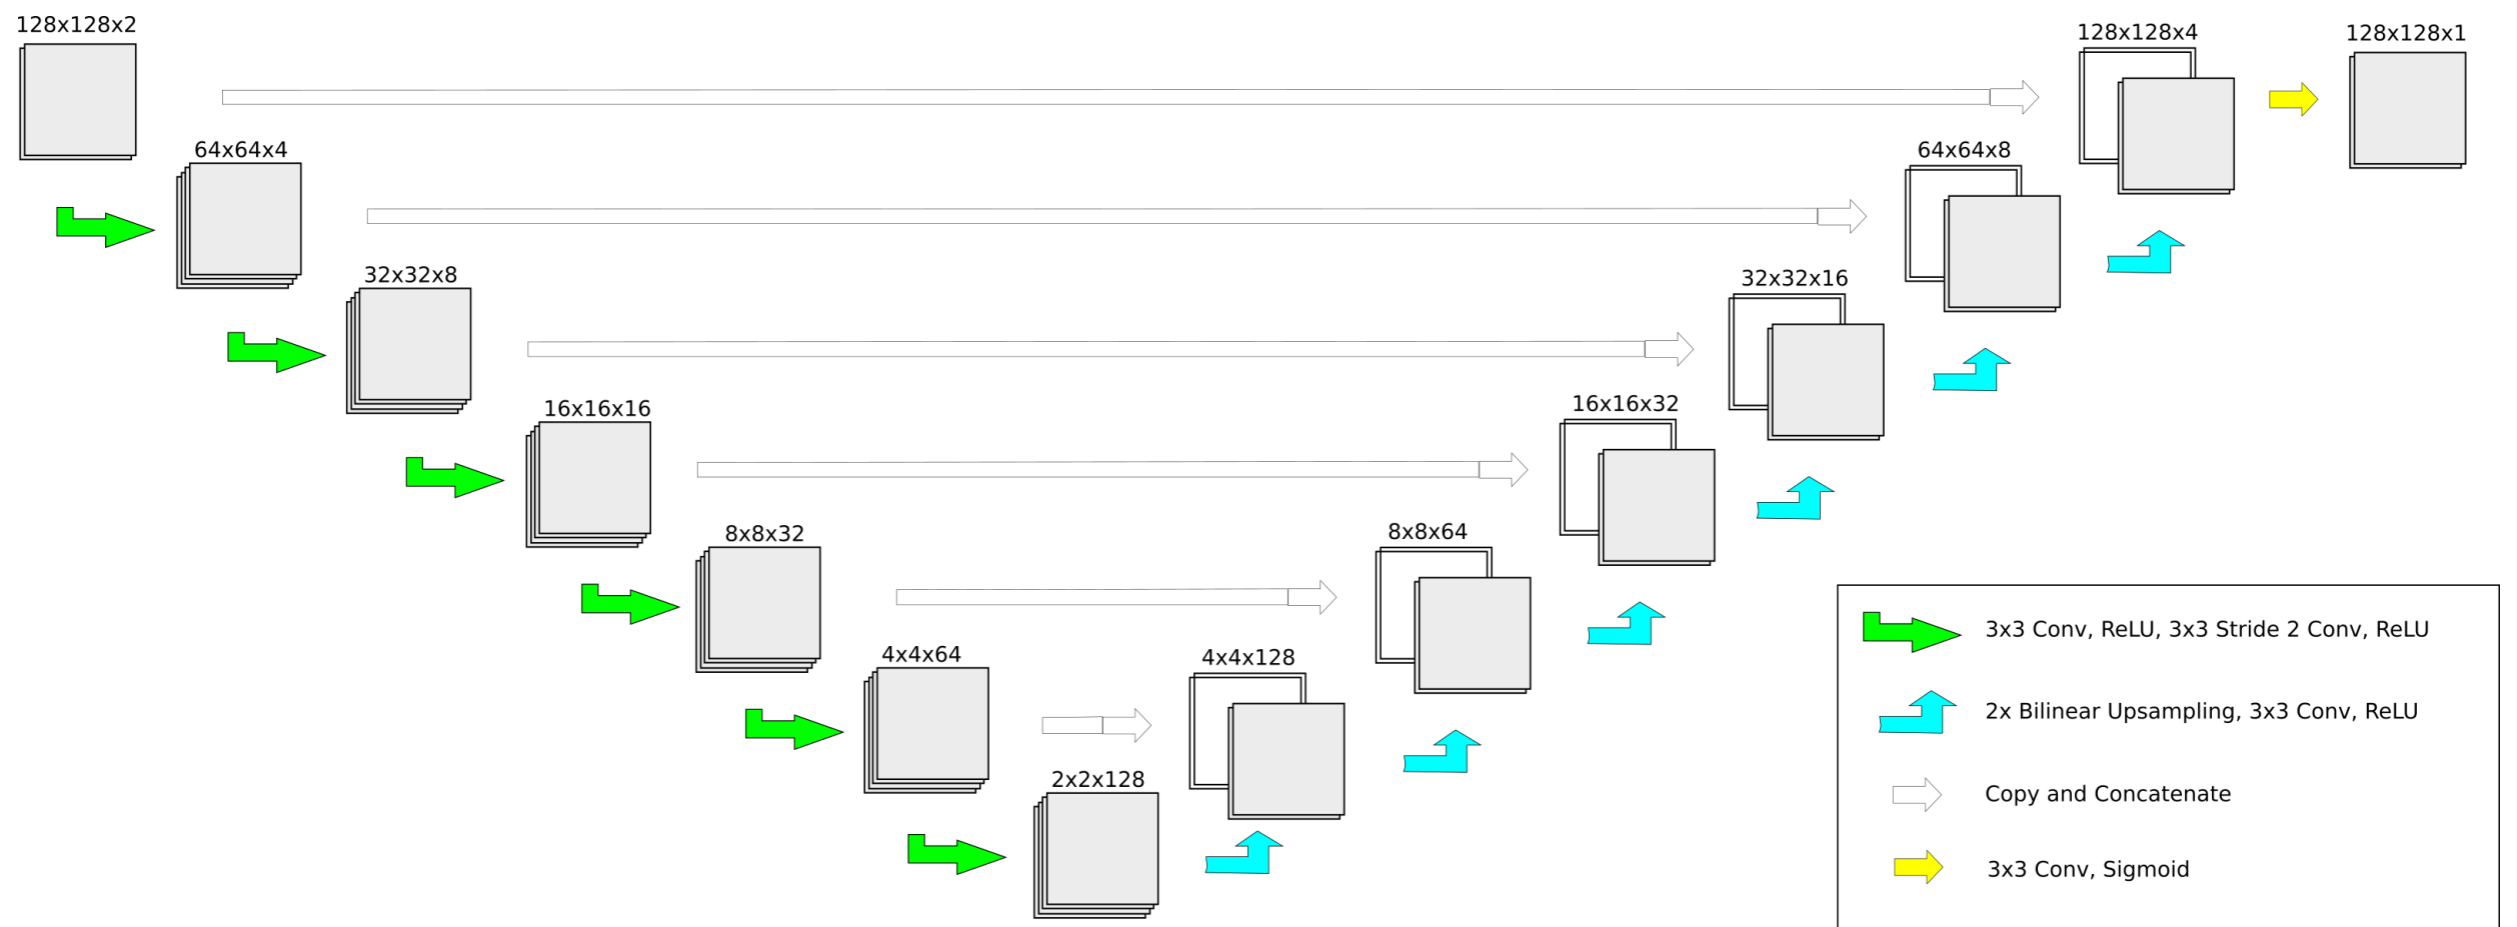 128x128x2
128x128x4
128x128x1
64x64x4
64x64x8
32x32x8
32x32x16
16x16x16
16x16x32
8x8x32
8x8x64
4x4x64
4x4x128
2x2x128
3x3 Conv, ReLU, 3x3 Stride 2 Conv, ReLU
2x Bilinear Upsampling, 3x3 Conv, ReLU
Copy and Concatenate
3x3 Conv, Sigmoid